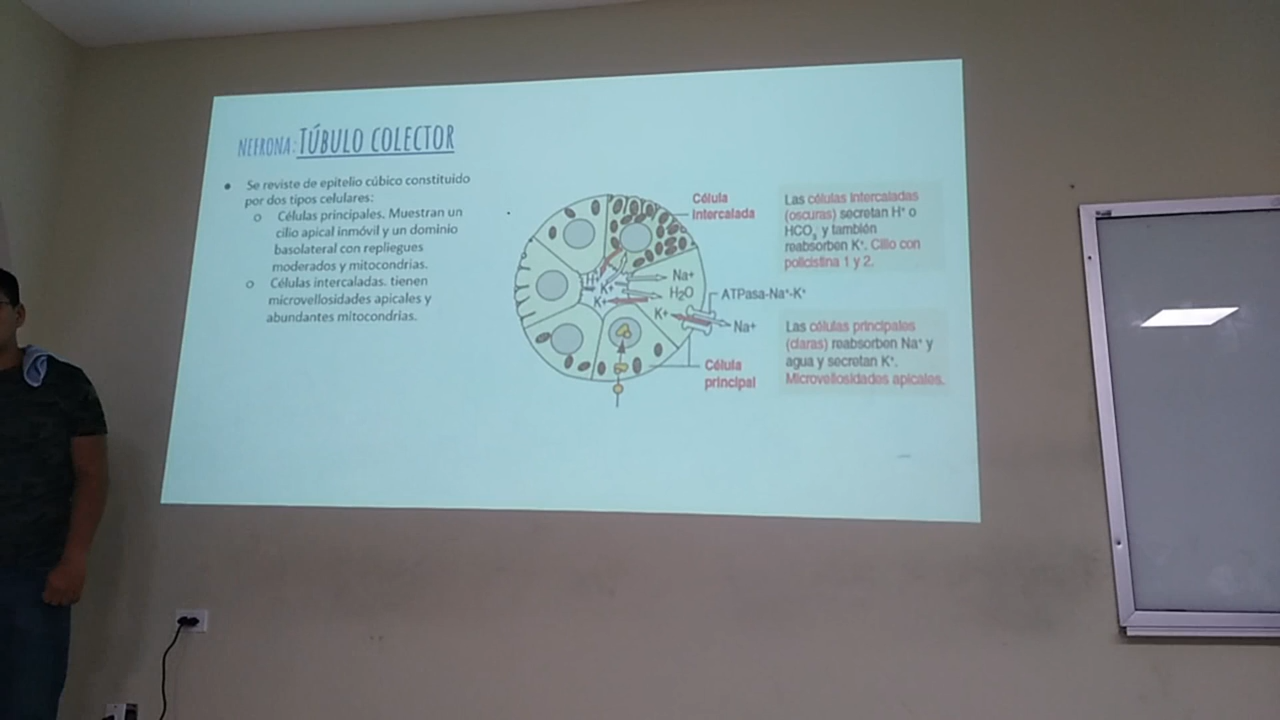 NEFRONA: TÚBULO COLECTOR
• Se reviste de epitelio cúbico constituido
por dos tipos celulares:
o Células principales. Muestran un
cilio apical inmóvil y un dominio
basolateral con repliegues
moderados y mitocondrias.
o Células intercaladas. tienen
microvellosidades apicales y
abundantes mitocondrias.
Célula
intercalada
H+
K+
K+
Na+
H2O
ATPasa-Na+-K+
K+
Na+
Célula
principal
Las células intercaladas
(oscuras) secretan H+ o
HCO3 y también
reabsorben K+. Cilio con
policistina 1 y 2.
Las células principales
(claras) reabsorben Na+ y
agua y secretan K+.
Microvellosidades apicales.